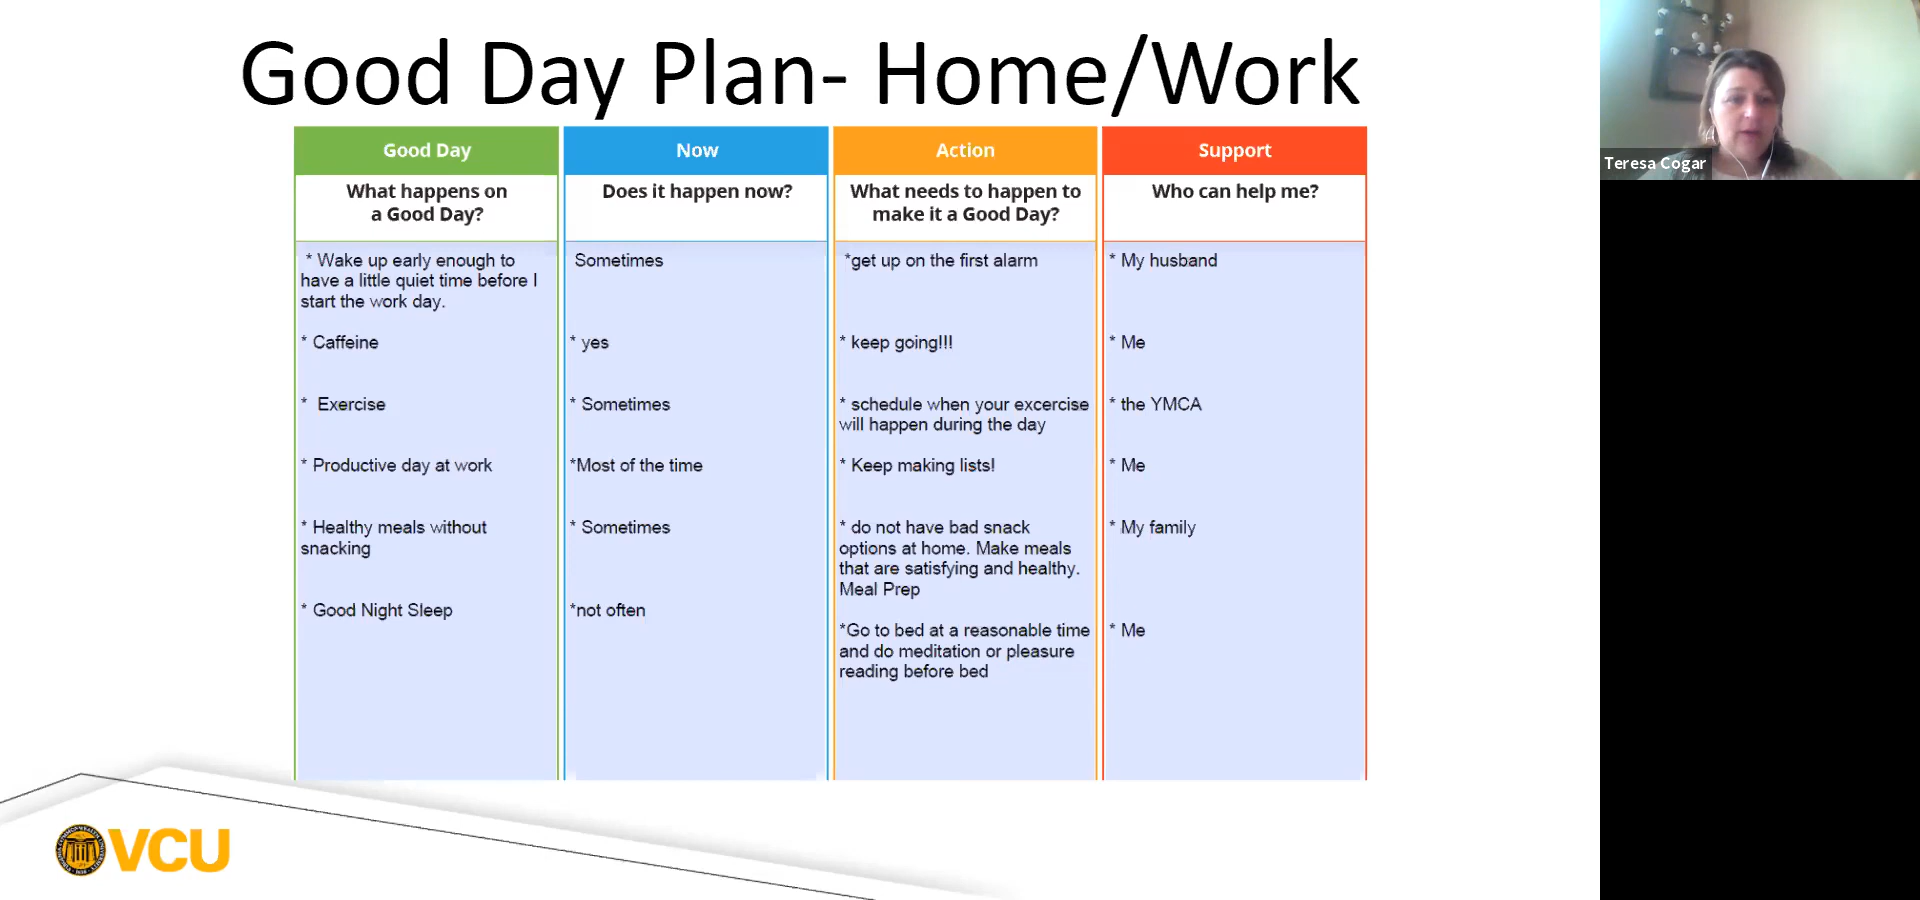 Good Day Plan- Home/Work
Teresa Cogar
Good Day
What happens on
a Good Day?
* Wake up early enough to
have a little quiet time before I
start the work day.
* Caffeine
* Exercise
* Productive day at work
* Healthy meals without
snacking
* Good Night Sleep
Now
Does it happen now?
Sometimes
* yes
* Sometimes
*Most of the time
* Sometimes
*not often
Action
What needs to happen to
make it a Good Day?
*get up on the first alarm
* keep going!!!
* schedule when your excercise
will happen during the day
* Keep making lists!
* do not have bad snack
options at home. Make meals
that are satisfying and healthy.
Meal Prep
*Go to bed at a reasonable time
and do meditation or pleasure
reading before bed
Support
Who can help me?
* My husband
* Me
* the YMCA
* Me
* My family
* Me
VCU